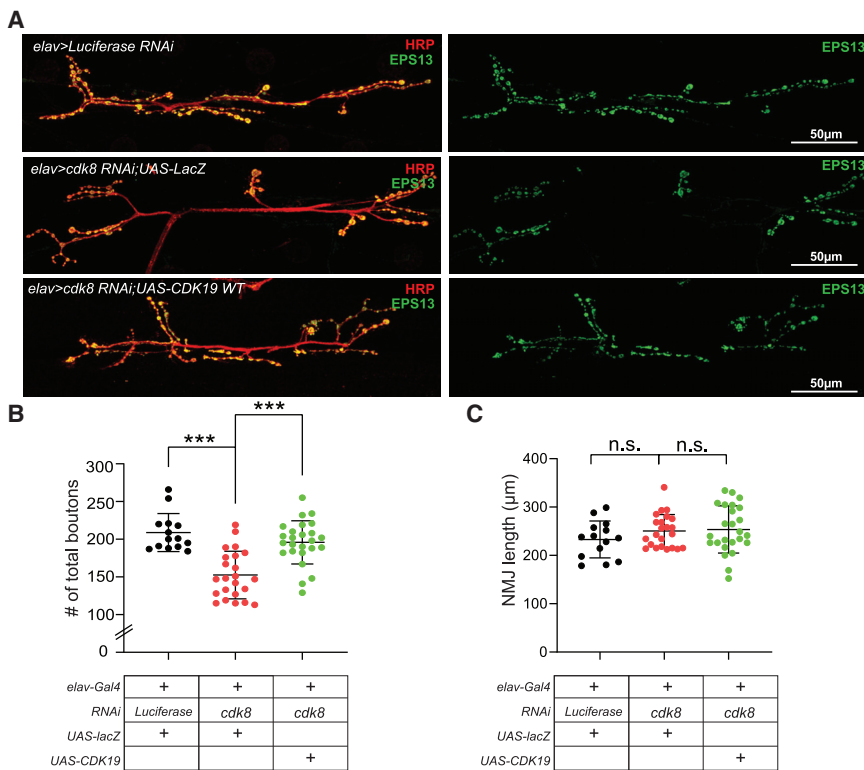 A
elav>Luciferase RNAi
HRP
EPS13
EPS13
50µm
elav>cdk8 RNAi;UAS-LacZ
HRP
EPS13
EPS13
50µm
elav>cdk8 RNAi;UAS-CDK19 WT
HRP
EPS13
EPS13
50µm
B
***
***
# of total boutons
300
250
200
150
100
0
elav-Gal4 + + +
RNAi Luciferase cdk8 cdk8
UAS-lacZ + +
UAS-CDK19 +
C
n.s. n.s.
NMJ length (µm)
400
300
200
100
0
elav-Gal4 + + +
RNAi Luciferase cdk8 cdk8
UAS-lacZ + +
UAS-CDK19 +